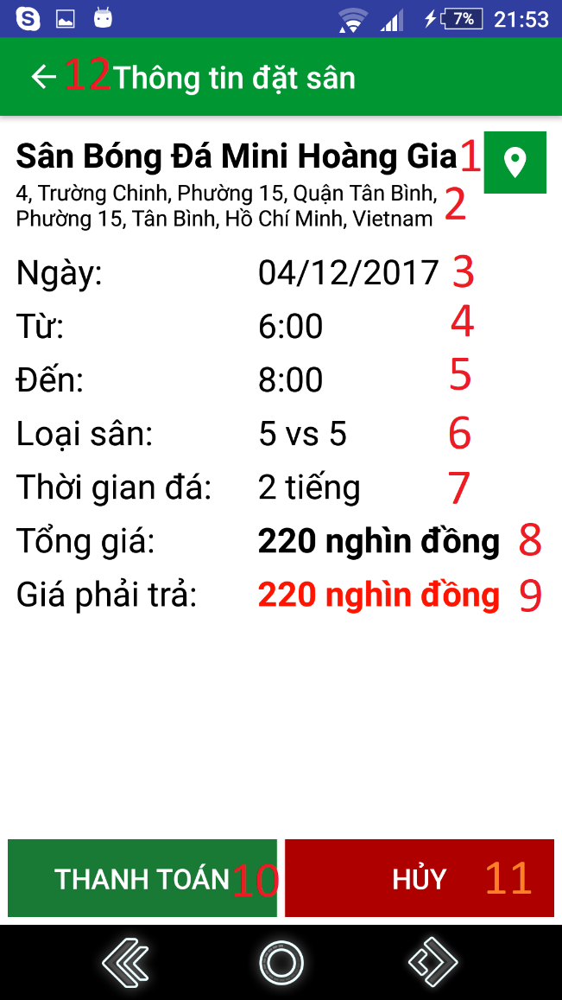 7% 21:53
12 Thông tin đặt sân
Sân Bóng Đá Mini Hoàng Gia 1
4, Trường Chinh, Phường 15, Quận Tân Bình,
Phường 15, Tân Bình, Hồ Chí Minh, Vietnam 2
Ngày: 04/12/2017 3
Từ: 6:00 4
Đến: 8:00 5
Loại sân: 5 vs 5 6
Thời gian đá: 2 tiếng 7
Tổng giá: 220 nghìn đồng 8
Giá phải trả: 220 nghìn đồng 9
THANH TOÁN 10 HỦY 11